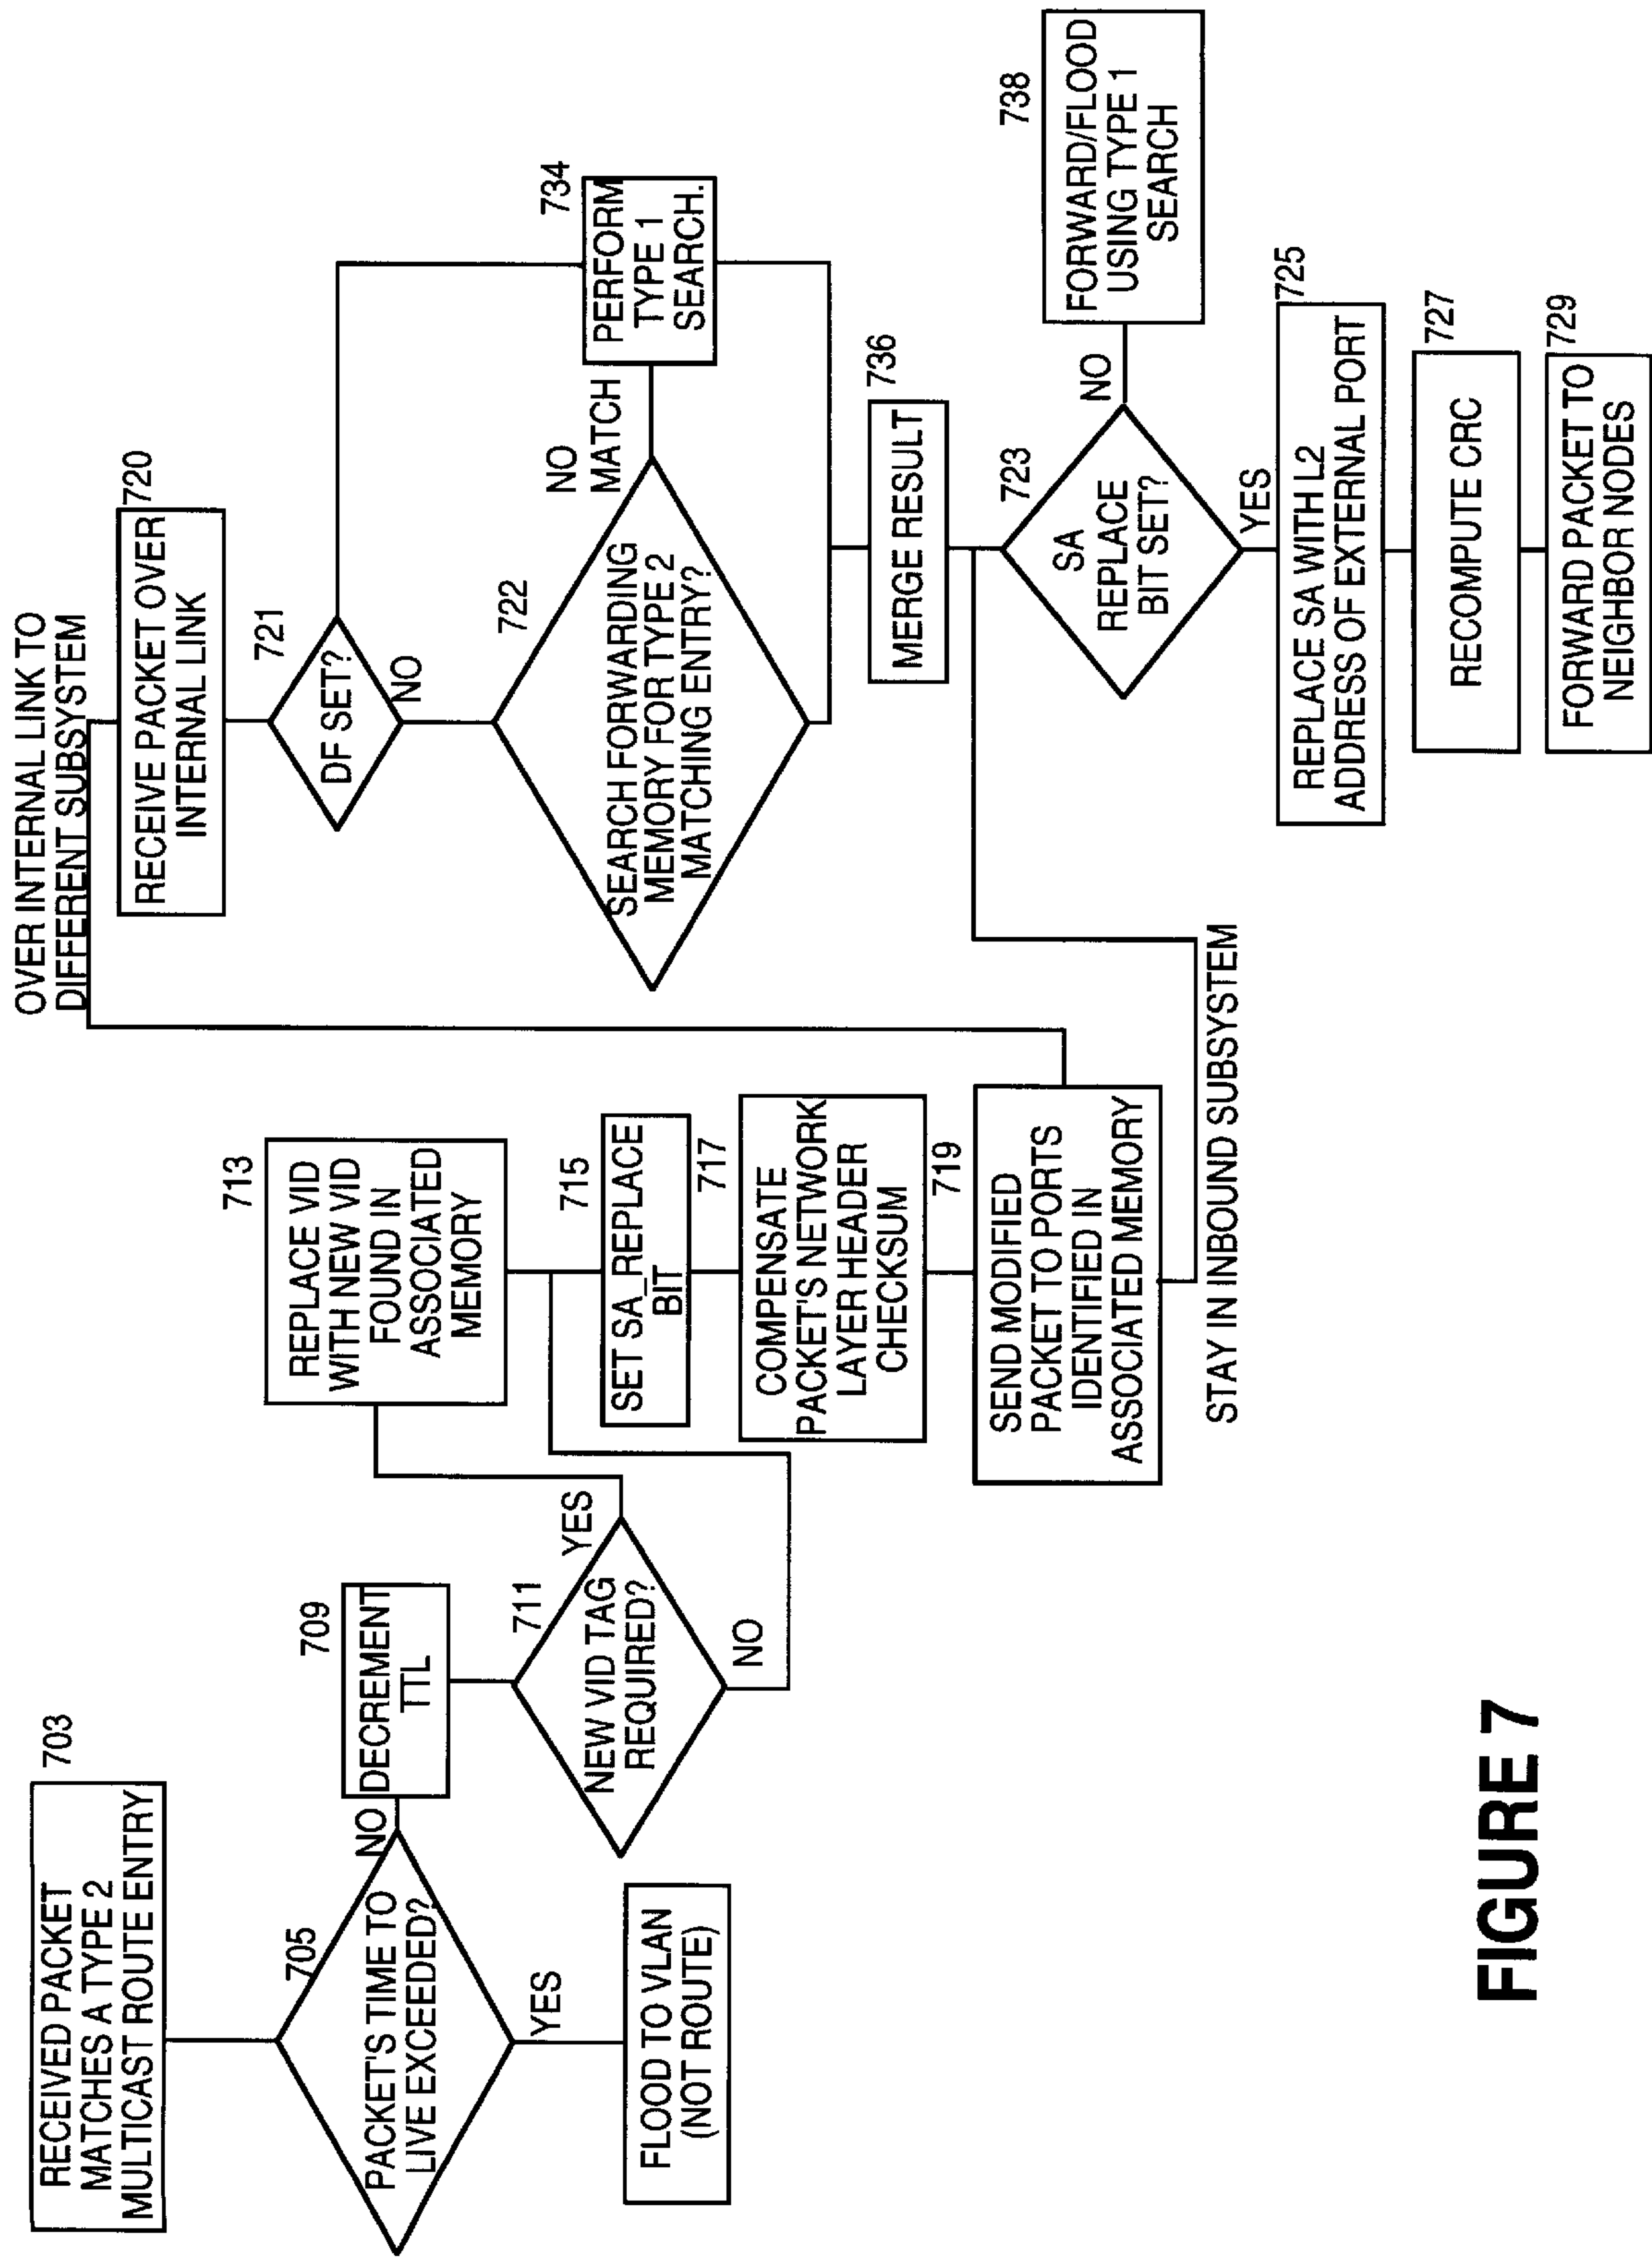 703
RECEIVED PACKET
MATCHES A TYPE 2
MULTICAST ROUTE ENTRY
705
PACKET'S TIME TO
LIVE EXCEEDED?
YES
FLOOD TO VLAN
(NOT ROUTE)
NO
709
DECREMENT
TTL
711
NEW VID TAG
REQUIRED?
YES
NO
713
REPLACE VID
WITH NEW VID
FOUND IN
ASSOCIATED
MEMORY
715
SET SA_REPLACE
BIT
717
COMPENSATE
PACKET'S NETWORK
LAYER HEADER
CHECKSUM
719
SEND MODIFIED
PACKET TO PORTS
IDENTIFIED IN
ASSOCIATED MEMORY
STAY IN INBOUND SUBSYSTEM
OVER INTERNAL LINK TO
DIFFERENT SUBSYSTEM
720
RECEIVE PACKET OVER
INTERNAL LINK
721
DF SET?
NO
722
SEARCH FORWARDING
MEMORY FOR TYPE 2
MATCHING ENTRY?
NO
MATCH
734
PERFORM
TYPE 1
SEARCH.
736
MERGE RESULT
723
SA
REPLACE
BIT SET?
NO
738
FORWARD/FLOOD
USING TYPE 1
SEARCH
YES
725
REPLACE SA WITH L2
ADDRESS OF EXTERNAL PORT
727
RECOMPUTE CRC
729
FORWARD PACKET TO
NEIGHBOR NODES
FIGURE 7